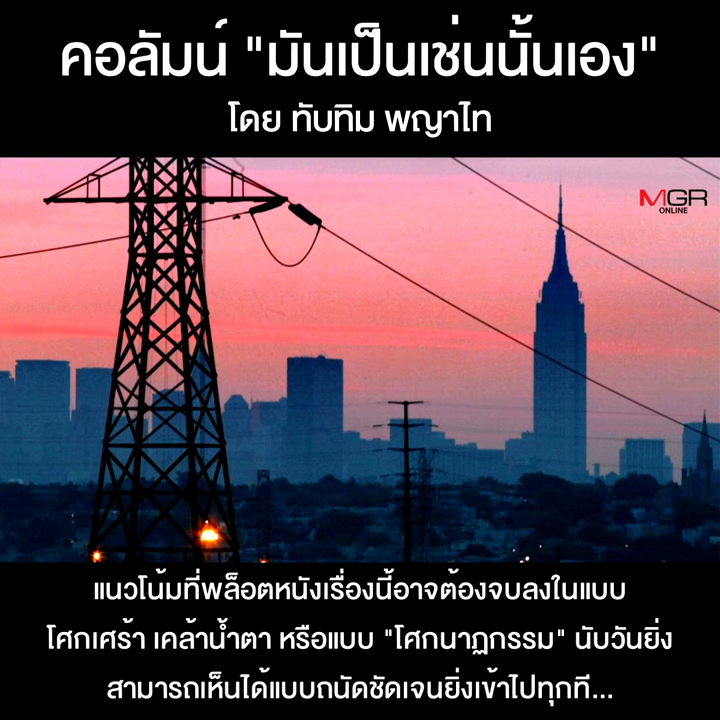 คอลัมน์ "มันเป็นเช่นนั้นเอง"
โดย ทับทิม พญาไท
MGR
ONLINE
แนวโน้มที่พล็อตหนังเรื่องนี้อาจต้องจบลงในแบบ
โศกเศร้า เคล้าน้ำตา หรือแบบ "โศกนาฏกรรม" นับวันยิ่ง
สามารถเห็นได้แบบถนัดชัดเจนยิ่งเข้าไปทุกที...